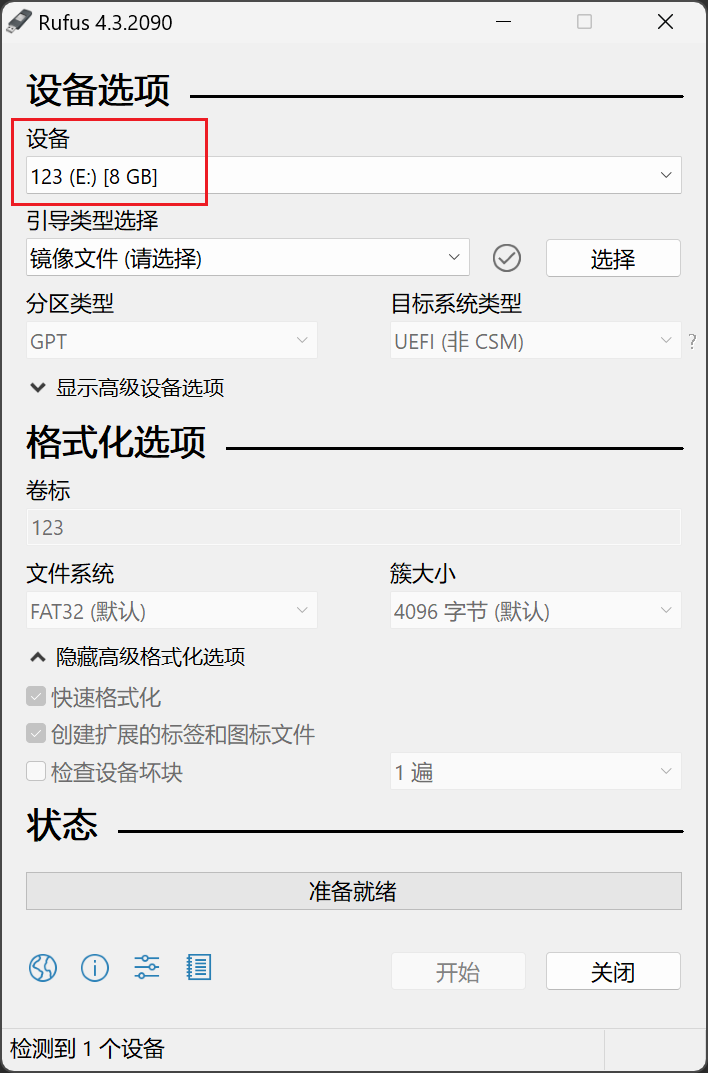 Rufus 4.3.2090
设备选项
设备
123 (E:) [8 GB]
引导类型选择
镜像文件 (请选择)
选择
分区类型
目标系统类型
GPT
UEFI (非 CSM)
?
显示高级设备选项
格式化选项
卷标
123
文件系统
簇大小
FAT32 (默认)
4096 字节 (默认)
隐藏高级格式化选项
快速格式化
创建扩展的标签和图标文件
检查设备坏块
1 遍
状态
准备就绪
开始
关闭
检测到 1 个设备